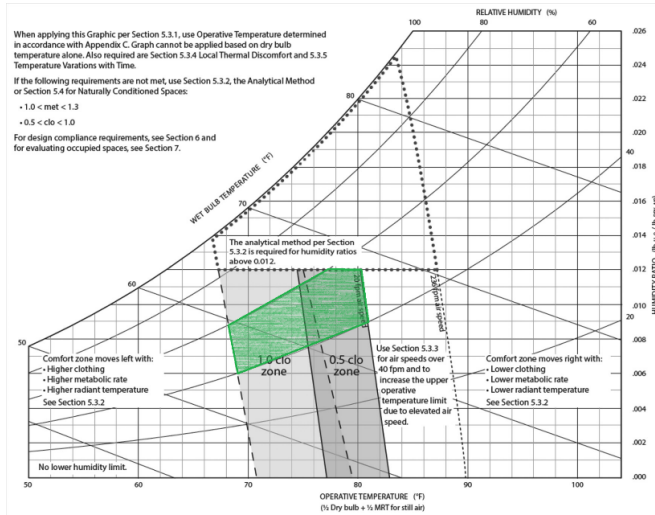 RELATIVE HUMIDITY (%)
100 80 60
When applying this Graphic per Section 5.3.1, use Operative Temperature determined
in accordance with Appendix C. Graph cannot be applied based on dry bulb
temperature alone. Also required are Section 5.3.4 Local Thermal Discomfort and 5.3.5
Temperature Varations with Time.
If the following requirements are not met, use Section 5.3.2, the Analytical Method
or Section 5.4 for Naturally Conditioned Spaces:
• 1.0 < met < 1.3
• 0.5 < clo < 1.0
For design compliance requirements, see Section 6 and
for evaluating occupied spaces, see Section 7.
.026
.024
.022
.020
.018
.016
.014
.012
.010
.008
.006
.004
.002
.000
40
20
WET BULB TEMPERATURE (°F)
80
70
60
50
The analytical method per Section
5.3.2 is required for humidity ratios
above 0.012.
HUMIDITY RATIO
Comfort zone moves left with:
• Higher clothing
• Higher metabolic rate
• Higher radiant temperature
See Section 5.3.2
1.0 clo
zone
0.5 clo
zone
air speed
air speed
Use Section 5.3.3
for air speeds over
40 fpm and to
increase the upper
operative
temperature limit
due to elevated air
speed.
Comfort zone moves right with:
• Lower clothing
• Lower metabolic rate
• Lower radiant temperature
See Section 5.3.2
No lower humidity limit.
50 60 70 80 90 100
OPERATIVE TEMPERATURE (°F)
(½ Dry bulb + ½ MRT for still air)